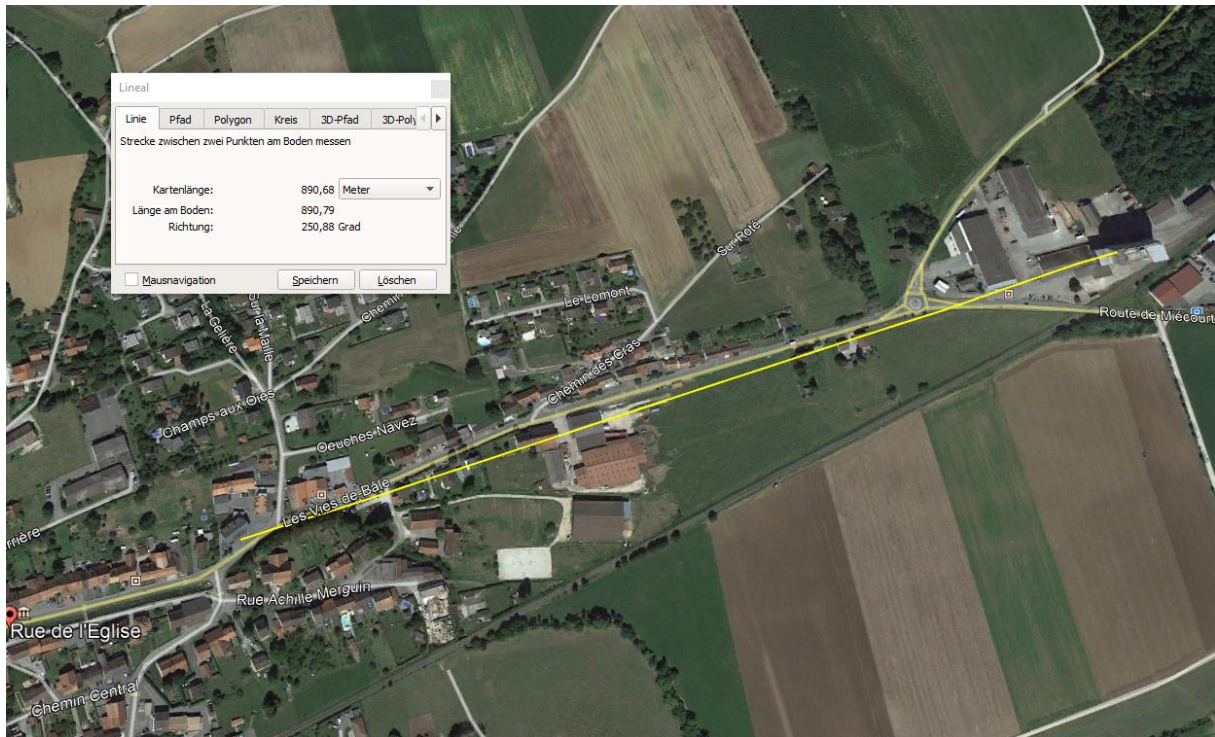 Lineal
Linie Pfad Polygon Kreis 3D-Pfad
Strecke zwischen zwei Punkten am Boden messen
Kartenlänge: 890,68 Meter
Länge am Boden: 890,79
Richtung: 250,88 Grad
Mausnavigation Speichern Löschen
Sur Roté
Le Lomont
Route de Miécourt
La Gelière
Sur la Maille
Chemin
Chemin des Cras
Champs-aux-Oies
Oeuches Navez
Les Vies-de-Bâle
rrière
Rue Achille Merguin
Rue de l'Eglise
Chemin Central